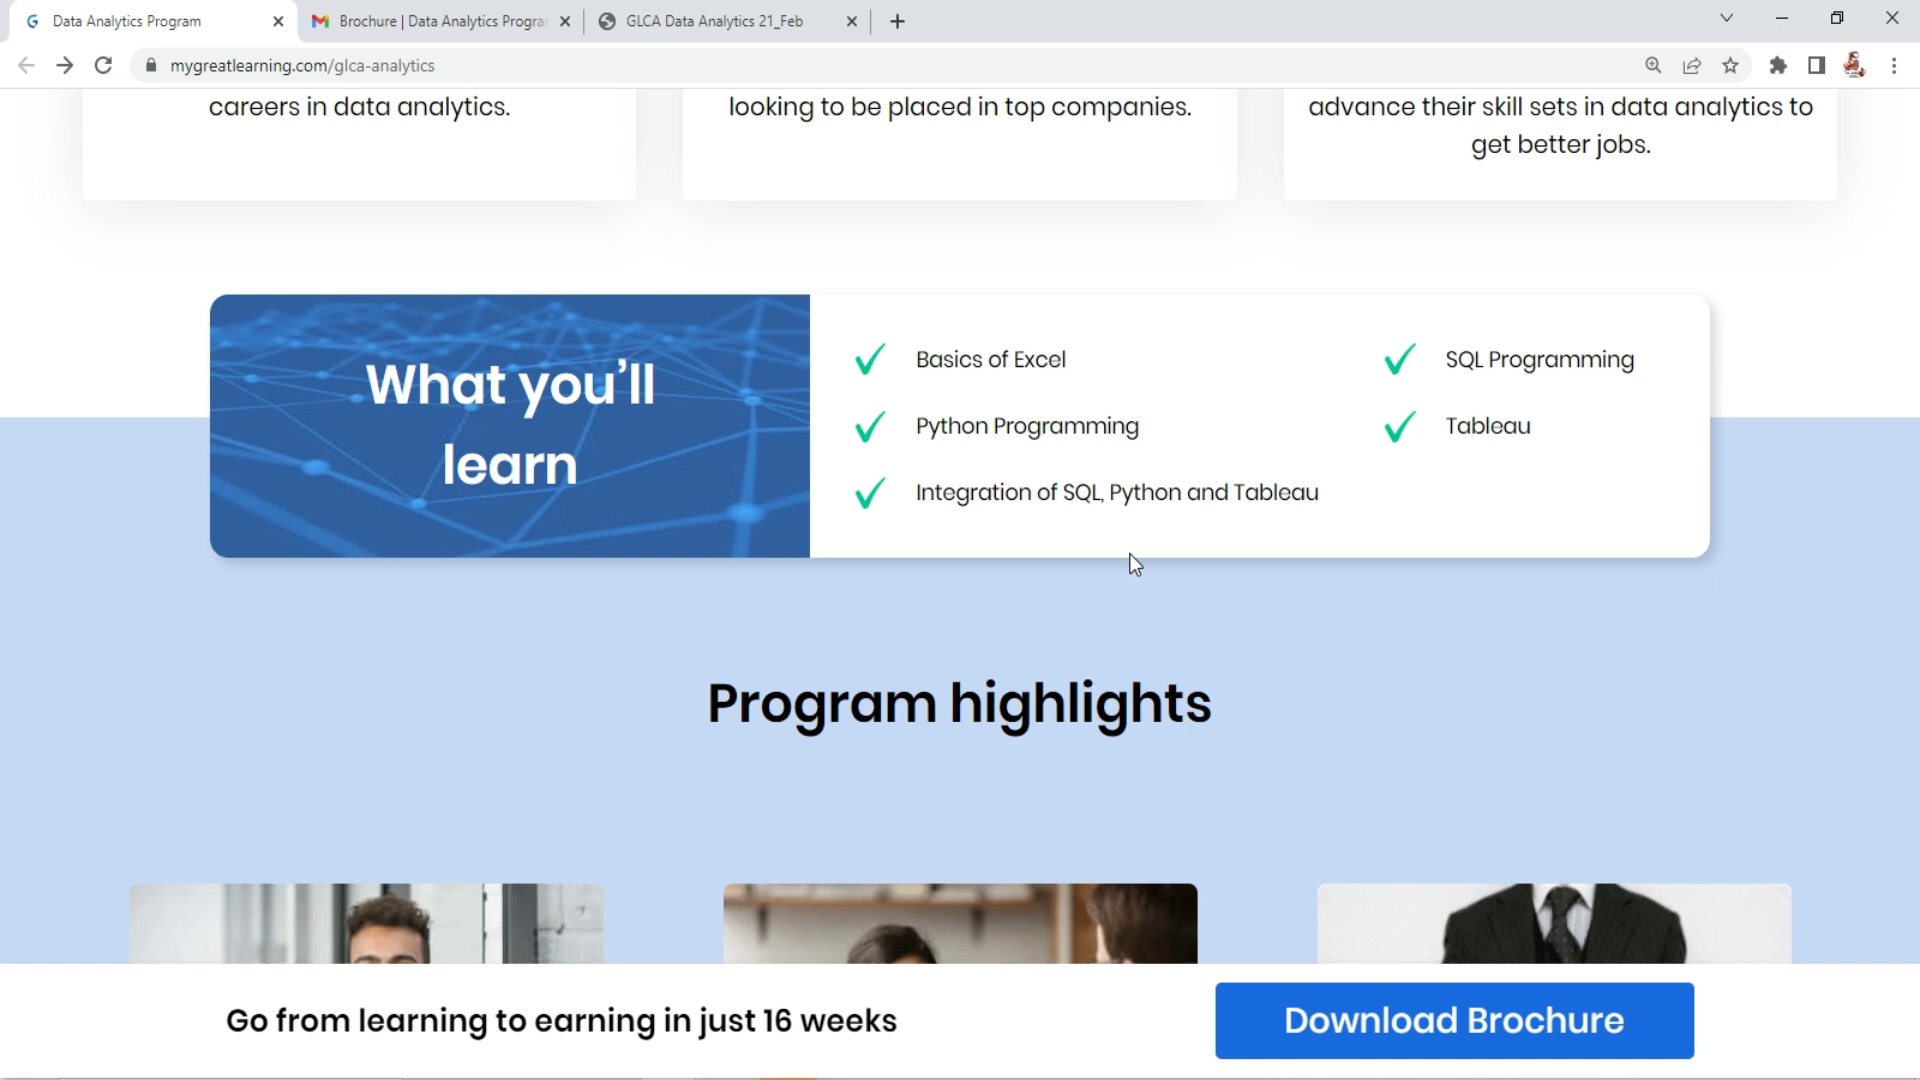 Data Analytics Program
Brochure | Data Analytics Progra
GLCA Data Analytics 21_Feb
mygreatlearning.com/glca-analytics
careers in data analytics.
looking to be placed in top companies.
advance their skill sets in data analytics to
get better jobs.
What you’ll
learn
Basics of Excel
SQL Programming
Python Programming
Tableau
Integration of SQL, Python and Tableau
Program highlights
Go from learning to earning in just 16 weeks
Download Brochure